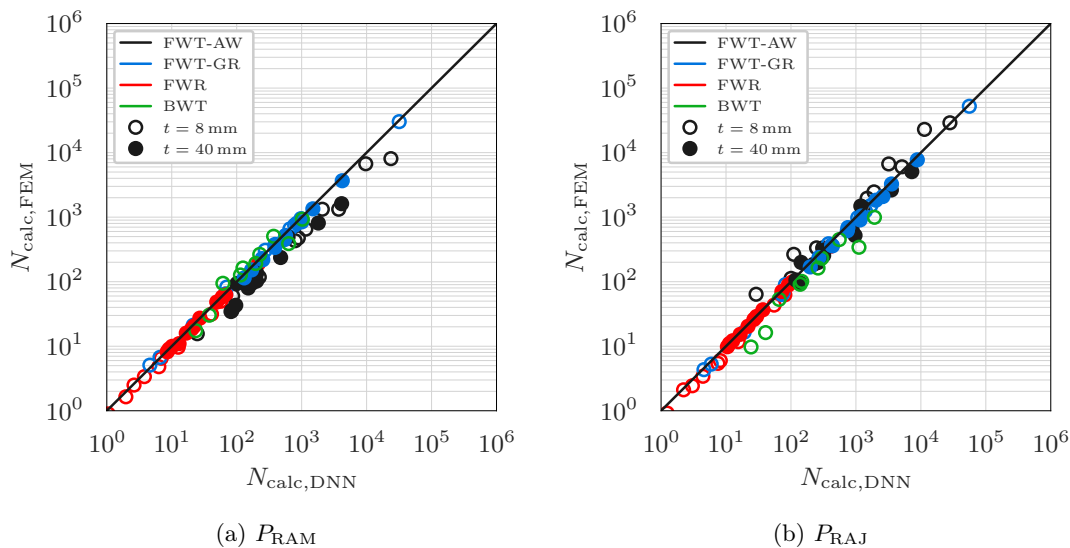 10^6
10^5
10^4
10^3
10^2
10^1
10^0
N_calc,FEM
FWT-AW
FWT-GR
FWR
BWT
t = 8 mm
t = 40 mm
10^0 10^1 10^2 10^3 10^4 10^5 10^6
N_calc,DNN
(a) P_RAM
10^6
10^5
10^4
10^3
10^2
10^1
10^0
N_calc,FEM
FWT-AW
FWT-GR
FWR
BWT
t = 8 mm
t = 40 mm
10^0 10^1 10^2 10^3 10^4 10^5 10^6
N_calc,DNN
(b) P_RAJ